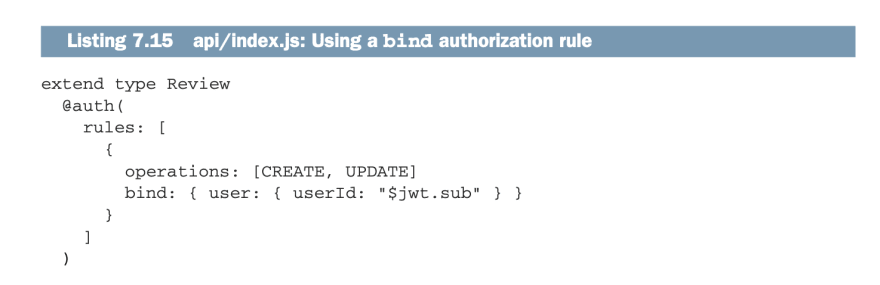 Listing 7.15 api/index.js: Using a bind authorization rule
extend type Review
@auth(
rules: [
{
operations: [CREATE, UPDATE]
bind: { user: { userId: "$jwt.sub" } }
}
]
)